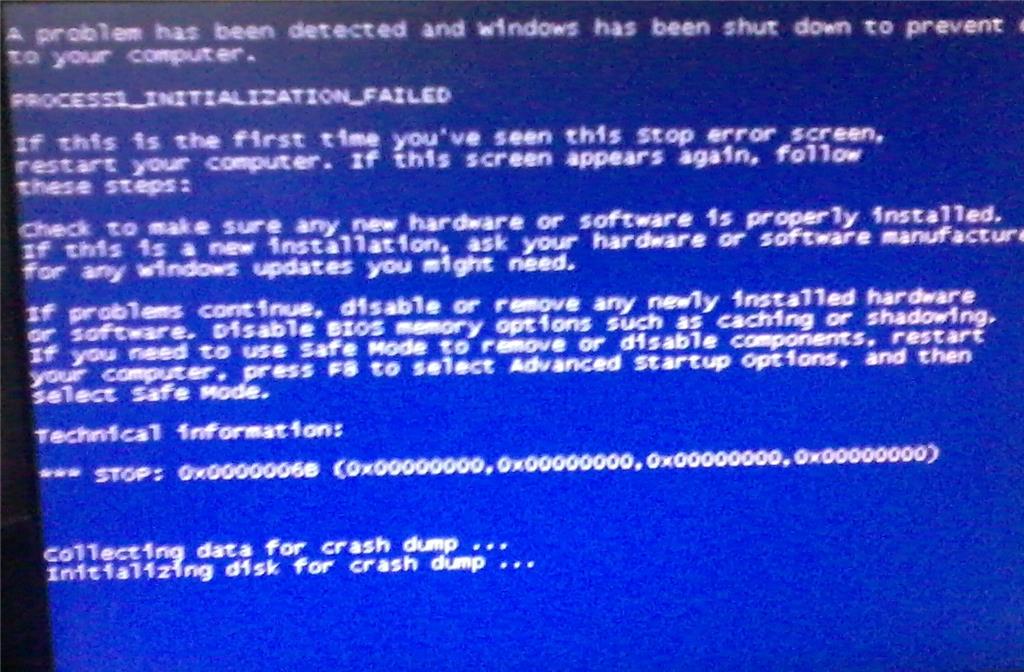 A problem has been detected and windows has been shut down to prevent
to your computer.
PROCESS1_INITIALIZATION_FAILED
If this is the first time you've seen this Stop error screen,
restart your computer. If this screen appears again, follow
these steps:
Check to make sure any new hardware or software is properly installed.
If this is a new installation, ask your hardware or software manufacture
for any windows updates you might need.
If problems continue, disable or remove any newly installed hardware
or software. Disable BIOS memory options such as caching or shadowing.
If you need to use Safe Mode to remove or disable components, restart
your computer, press F8 to select Advanced Startup Options, and then
select Safe Mode.
Technical information:
*** STOP: 0x0000006B (0x00000000,0x00000000,0x00000000,0x00000000)
Collecting data for crash dump ...
Initializing disk for crash dump ...